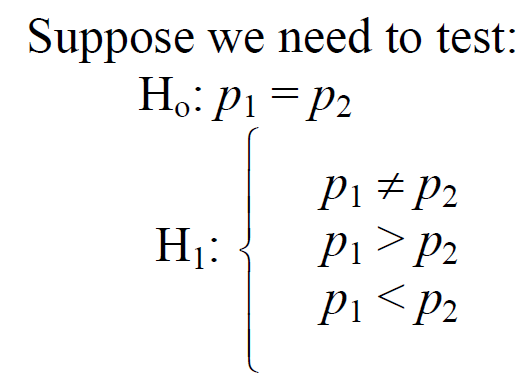 Suppose we need to test:
Hₒ: p₁ = p₂
p₁ ≠ p₂
H₁: p₁ > p₂
p₁ < p₂